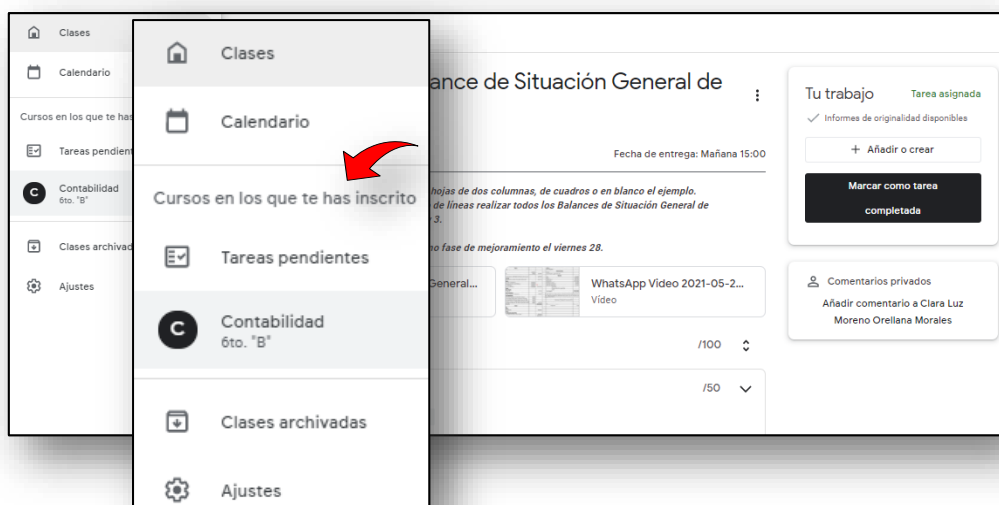 Clases
Calendario
Cursos en los que te has
Tareas pendient
C
Contabilidad
6to. "B"
Clases archivad
Ajustes
Clases
Calendario
Cursos en los que te has inscrito
Tareas pendientes
C
Contabilidad
6to. "B"
Clases archivadas
Ajustes
ance de Situación General de
Fecha de entrega: Mañana 15:00
hojas de dos columnas, de cuadros o en blanco el ejemplo.
de líneas realizar todos los Balances de Situación General de
3.
no fase de mejoramiento el viernes 28.
General...
WhatsApp Video 2021-05-2...
Vídeo
/100
/50
Tu trabajo
Tarea asignada
Informes de originalidad disponibles
+ Añadir o crear
Marcar como tarea
completada
Comentarios privados
Añadir comentario a Clara Luz
Moreno Orellana Morales